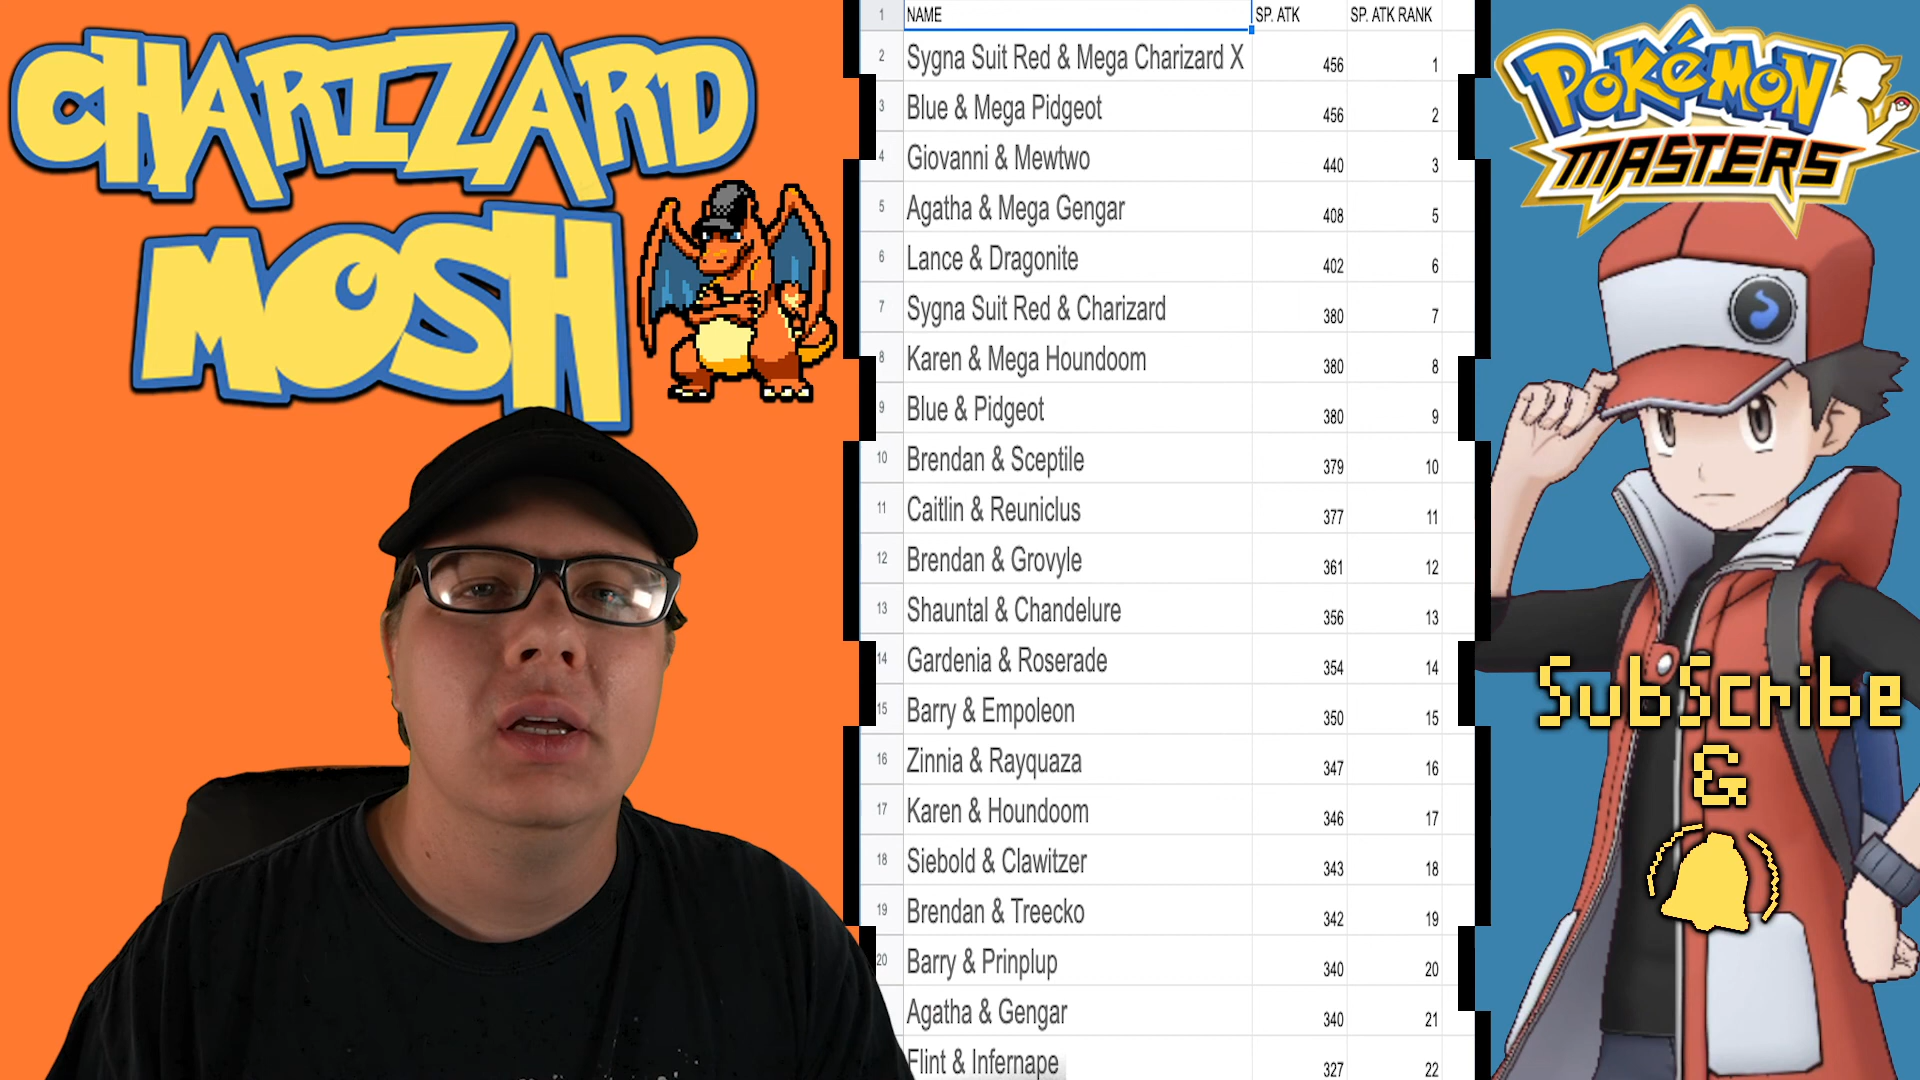 CHARIZARD
MOSH
1 NAME SP. ATK SP. ATK RANK
2 Sygna Suit Red & Mega Charizard X 456 1
3 Blue & Mega Pidgeot 456 2
4 Giovanni & Mewtwo 440 3
5 Agatha & Mega Gengar 408 5
6 Lance & Dragonite 402 6
7 Sygna Suit Red & Charizard 380 7
8 Karen & Mega Houndoom 380 8
9 Blue & Pidgeot 380 9
10 Brendan & Sceptile 379 10
11 Caitlin & Reuniclus 377 11
12 Brendan & Grovyle 361 12
13 Shauntal & Chandelure 356 13
14 Gardenia & Roserade 354 14
15 Barry & Empoleon 350 15
16 Zinnia & Rayquaza 347 16
17 Karen & Houndoom 346 17
18 Siebold & Clawitzer 343 18
19 Brendan & Treecko 342 19
20 Barry & Prinplup 340 20
Agatha & Gengar 340 21
Flint & Infernape 327 22
POKéMON
MASTERS
SubScribe
&